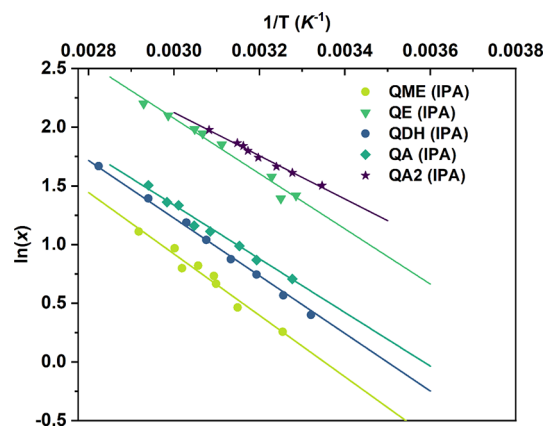 1/T (K⁻¹)
0.0028 0.0030 0.0032 0.0034 0.0036 0.0038
2.5
2.0
1.5
1.0
0.5
0.0
-0.5
ln(x)
QME (IPA)
QE (IPA)
QDH (IPA)
QA (IPA)
QA2 (IPA)